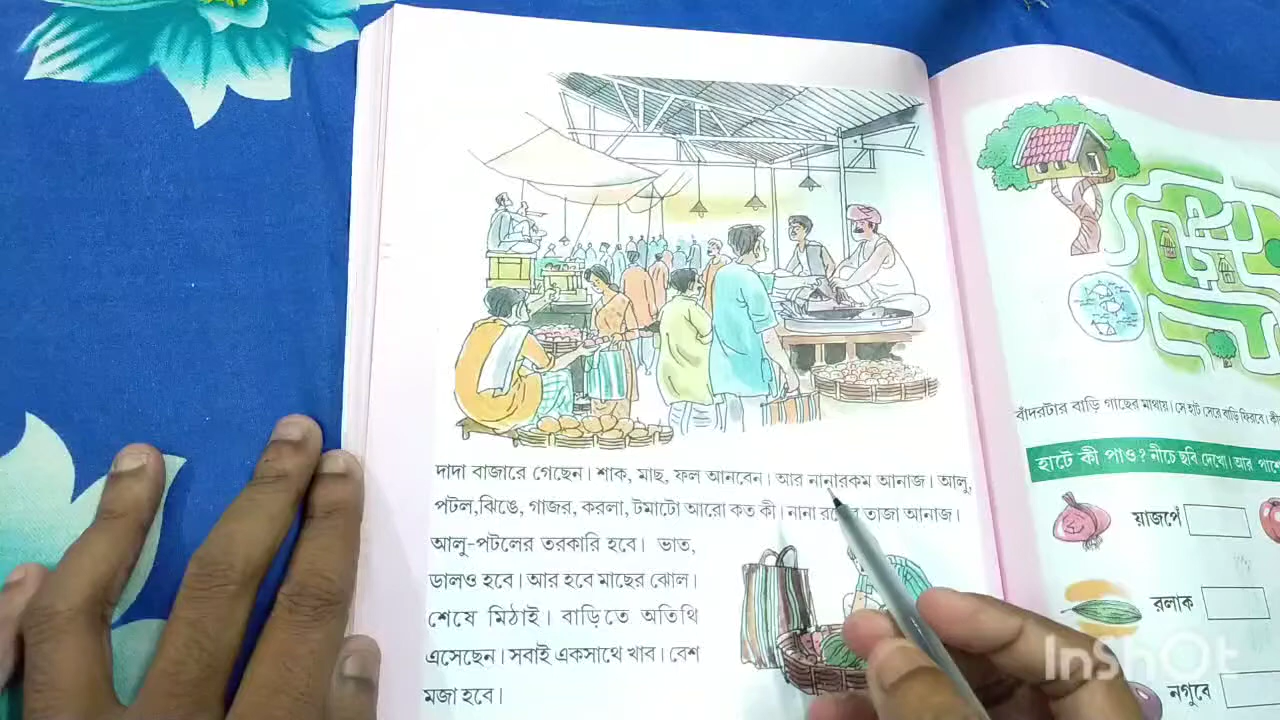 দাদা বাজারে গেছেন। শাক, মাছ, ফল আনবেন। আর নানারকম আনাজ। আলু,
পটল,ঝিঙে, গাজর, করলা, টমাটো আরো কত কী। নানা তাজা আনাজ।
আলু-পটলের তরকারি হবে। ভাত,
ডালও হবে। আর হবে মাছের ঝোল।
শেষে মিঠাই। বাড়িতে অতিথি
এসেছেন। সবাই একসাথে খাব। বেশ
মজা হবে।
বাঁদরটার বাড়ি গাছের মাথায়। সে হাট সেরে বাড়ি ফিরবে।
হাটে কী পাও? নীচে ছবি দেখো। আর
য়াজপেঁ
রলাক
নগুবে
InShOt